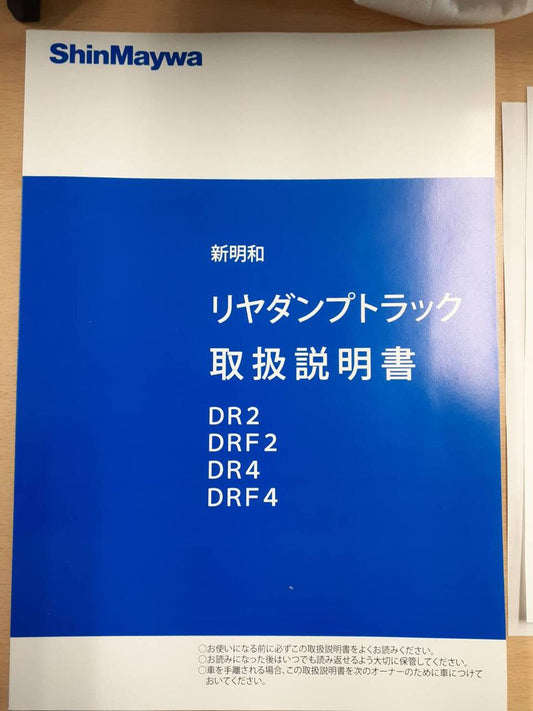 ShinMaywa
新明和
リヤダンプトラック
取扱説明書
DR2
DRF2
DR4
DRF4
○お使いになる前に必ずこの取扱説明書をよくお読みください。
○お読みになった後はいつでも読み返せるよう大切に保管してください。
○車を手離される場合、この取扱説明書を次のオーナーのために車につけて
おいてください。